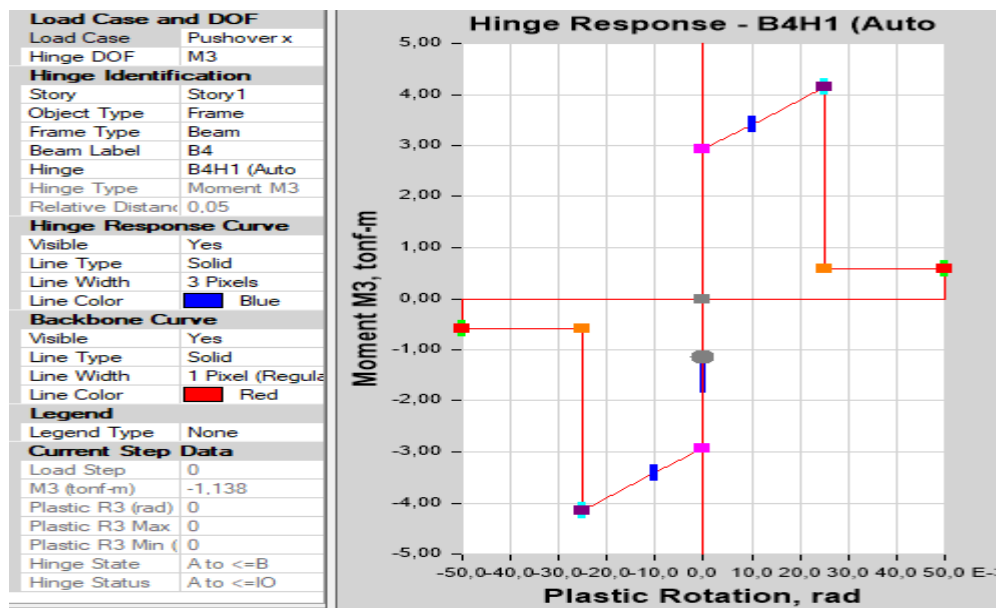 Load Case and DOF
Load Case Pushover x
Hinge DOF M3
Hinge Identification
Story Story1
Object Type Frame
Frame Type Beam
Beam Label B4
Hinge B4H1 (Auto
Hinge Type Moment M3
Relative Distanc 0,05
Hinge Response Curve
Visible Yes
Line Type Solid
Line Width 3 Pixels
Line Color Blue
Backbone Curve
Visible Yes
Line Type Solid
Line Width 1 Pixel (Regula
Line Color Red
Legend
Legend Type None
Current Step Data
Load Step 0
M3 (tonf-m) -1,138
Plastic R3 (rad) 0
Plastic R3 Max 0
Plastic R3 Min ( 0
Hinge State A to <=B
Hinge Status A to <=IO
Hinge Response - B4H1 (Auto
5,00
4,00
3,00
2,00
1,00
0,00
-1,00
-2,00
-3,00
-4,00
-5,00
Moment M3, tonf-m
-50,0 -40,0 -30,0 -20,0 -10,0 0,0 10,0 20,0 30,0 40,0 50,0 E-3
Plastic Rotation, rad